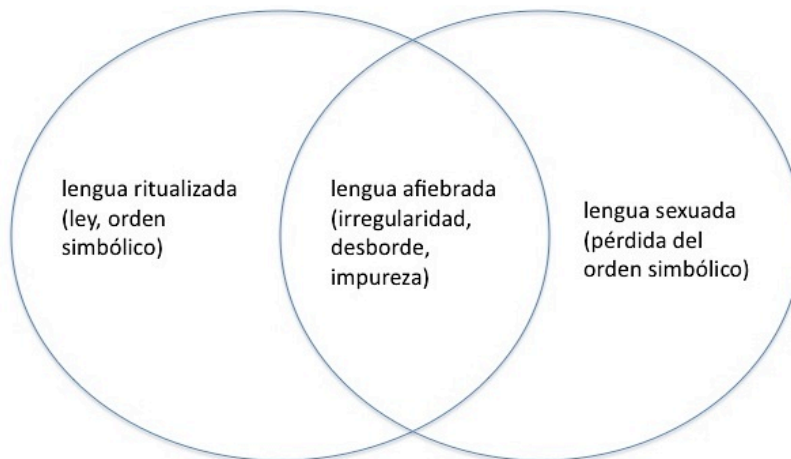 lengua ritualizada
(ley, orden
simbólico)
lengua afiebrada
(irregularidad,
desborde,
impureza)
lengua sexuada
(pérdida del
orden simbólico)